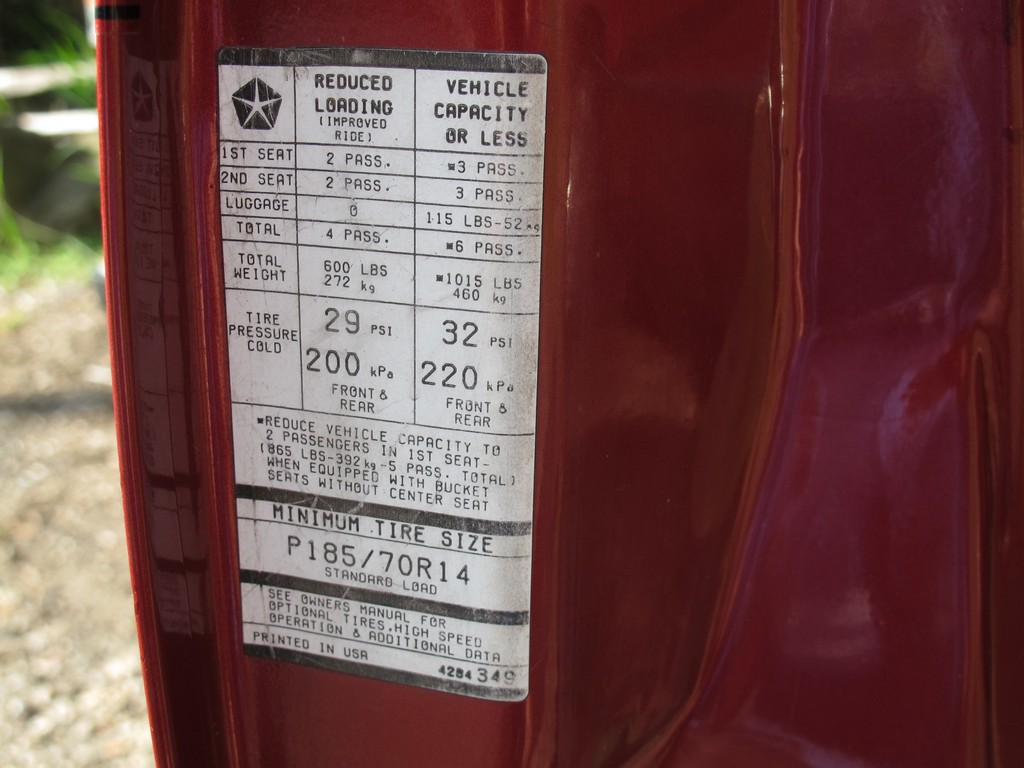 REDUCED LOADING (IMPROVED RIDE)
VEHICLE CAPACITY OR LESS
1ST SEAT 2 PASS. *3 PASS.
2ND SEAT 2 PASS. 3 PASS.
LUGGAGE 0 115 LBS-52 kg
TOTAL 4 PASS. *6 PASS.
TOTAL WEIGHT 600 LBS 272 kg *1015 LBS 460 kg
TIRE PRESSURE COLD 29 PSI 200 kPa FRONT & REAR 32 PSI 220 kPa FRONT & REAR
*REDUCE VEHICLE CAPACITY TO
2 PASSENGERS IN 1ST SEAT-
(865 LBS-392 kg-5 PASS. TOTAL)
WHEN EQUIPPED WITH BUCKET
SEATS WITHOUT CENTER SEAT
MINIMUM TIRE SIZE
P185/70R14
STANDARD LOAD
SEE OWNERS MANUAL FOR
OPTIONAL TIRES, HIGH SPEED
OPERATION & ADDITIONAL DATA
PRINTED IN USA
4284 349